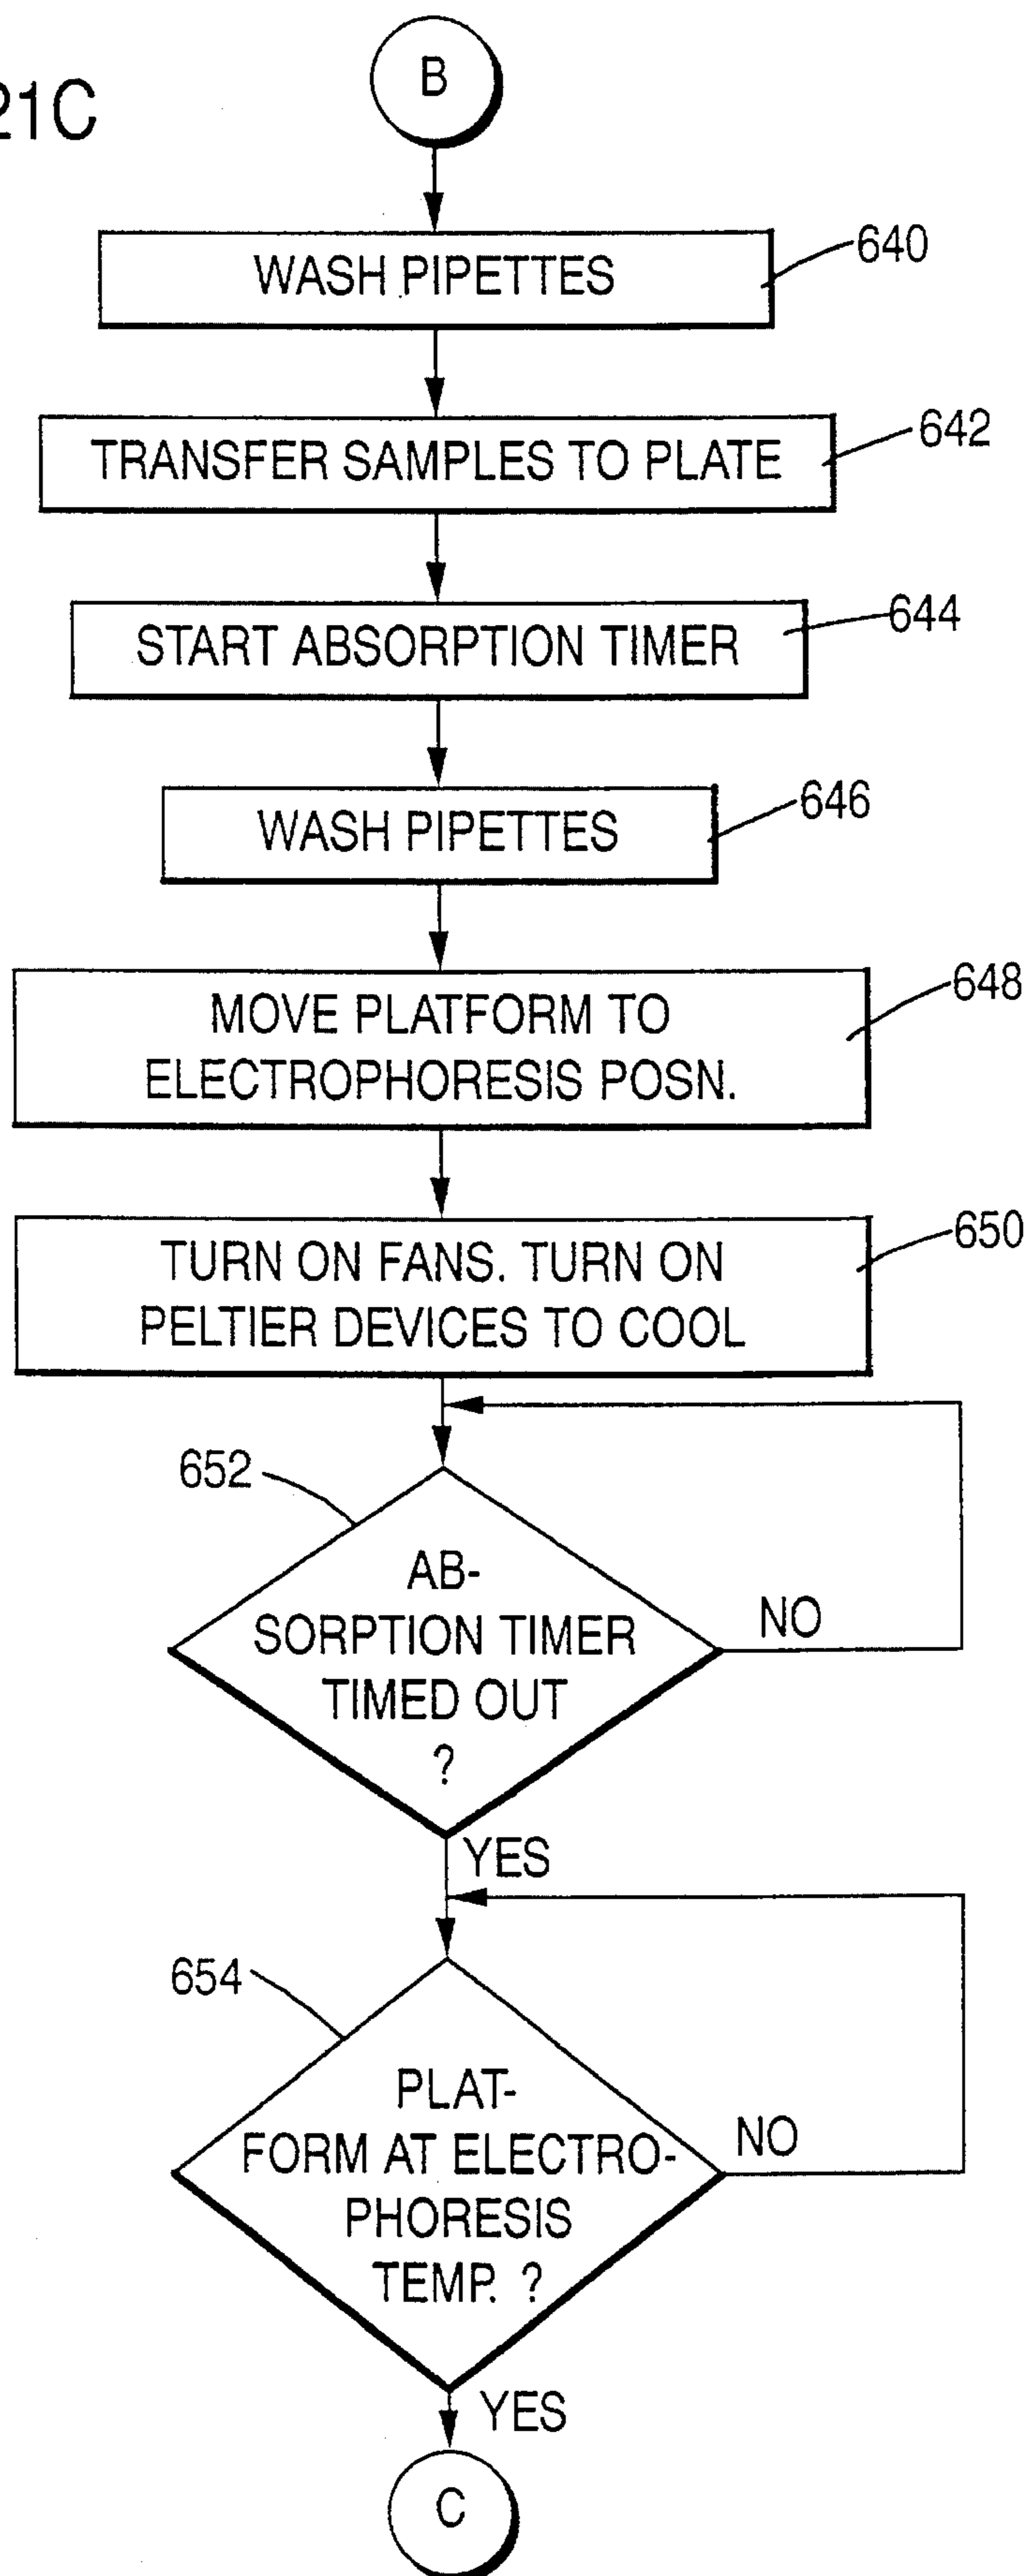 21C
B
WASH PIPETTES
640
TRANSFER SAMPLES TO PLATE
642
START ABSORPTION TIMER
644
WASH PIPETTES
646
MOVE PLATFORM TO
ELECTROPHORESIS POSN.
648
TURN ON FANS. TURN ON
PELTIER DEVICES TO COOL
650
652
AB-
SORPTION TIMER
TIMED OUT
?
NO
YES
654
PLAT-
FORM AT ELECTRO-
PHORESIS
TEMP. ?
NO
YES
C